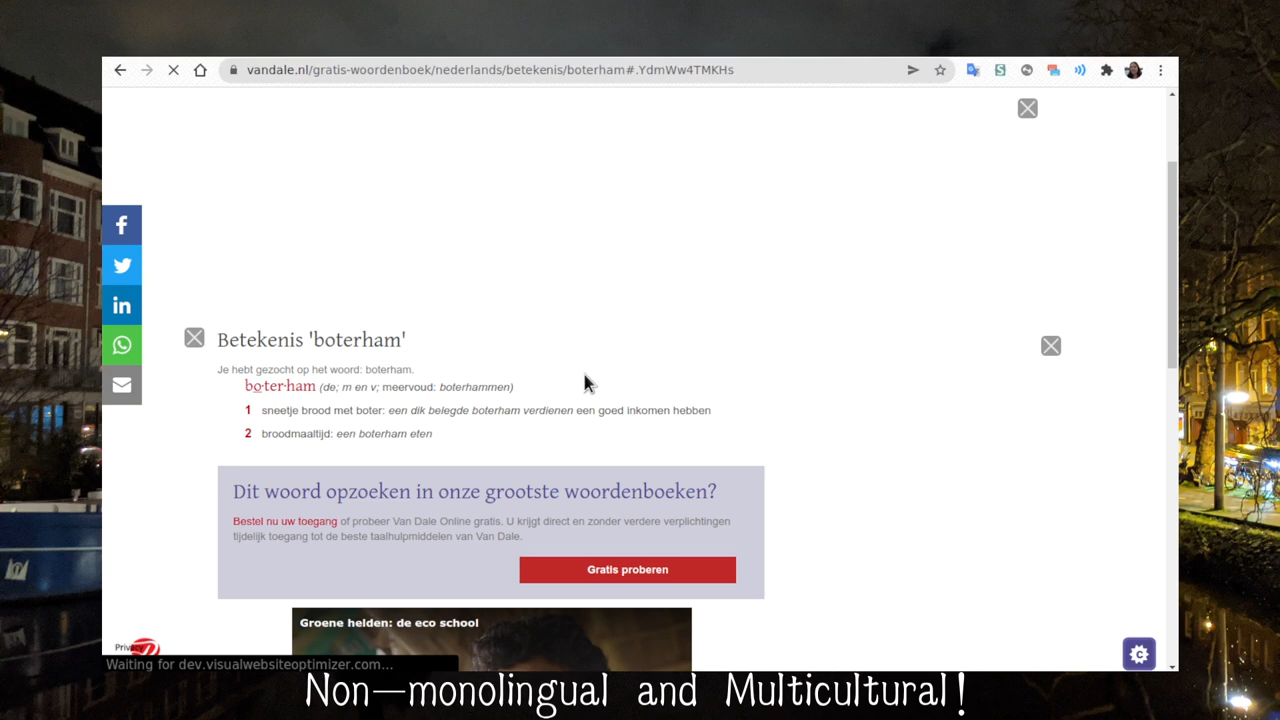 vandale.nl/gratis-woordenboek/nederlands/betekenis/boterham#.YdmWw4TMKHs
Betekenis 'boterham'
Je hebt gezocht op het woord: boterham.
bo·ter·ham (de; m en v; meervoud: boterhammen)
1 sneetje brood met boter: een dik belegde boterham verdienen een goed inkomen hebben
2 broodmaaltijd: een boterham eten
Dit woord opzoeken in onze grootste woordenboeken?
Bestel nu uw toegang of probeer Van Dale Online gratis. U krijgt direct en zonder verdere verplichtingen
tijdelijk toegang tot de beste taalhulpmiddelen van Van Dale.
Gratis proberen
Groene helden: de eco school
Waiting for dev.visualwebsiteoptimizer.com...
Non-monolingual and Multicultural!